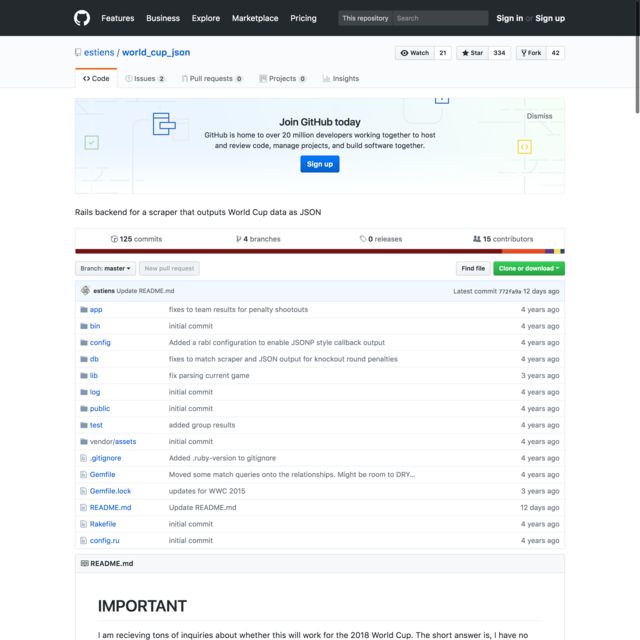 Features Business Explore Marketplace Pricing This repository Search Sign in or Sign up
estiens / world_cup_json Watch 21 Star 334 Fork 42
Code Issues 2 Pull requests 0 Projects 0 Insights
Join GitHub today
Dismiss
GitHub is home to over 20 million developers working together to host
and review code, manage projects, and build software together.
Sign up
Rails backend for a scraper that outputs World Cup data as JSON
125 commits 4 branches 0 releases 15 contributors
Branch: master New pull request Find file Clone or download
estiens Update README.md Latest commit 772fa9a 12 days ago
app fixes to team results for penalty shootouts 4 years ago
bin initial commit 4 years ago
config Added a rabl configuration to enable JSONP style callback output 4 years ago
db fixes to match scraper and JSON output for knockout round penalties 4 years ago
lib fix parsing current game 3 years ago
log initial commit 4 years ago
public initial commit 4 years ago
test added group results 4 years ago
vendor/assets initial commit 4 years ago
.gitignore Added .ruby-version to gitignore 4 years ago
Gemfile Moved some match queries onto the relationships. Might be room to DRY... 4 years ago
Gemfile.lock updates for WWC 2015 3 years ago
README.md Update README.md 12 days ago
Rakefile initial commit 4 years ago
config.ru initial commit 4 years ago
README.md
IMPORTANT
I am recieving tons of inquiries about whether this will work for the 2018 World Cup. The short answer is, I have no